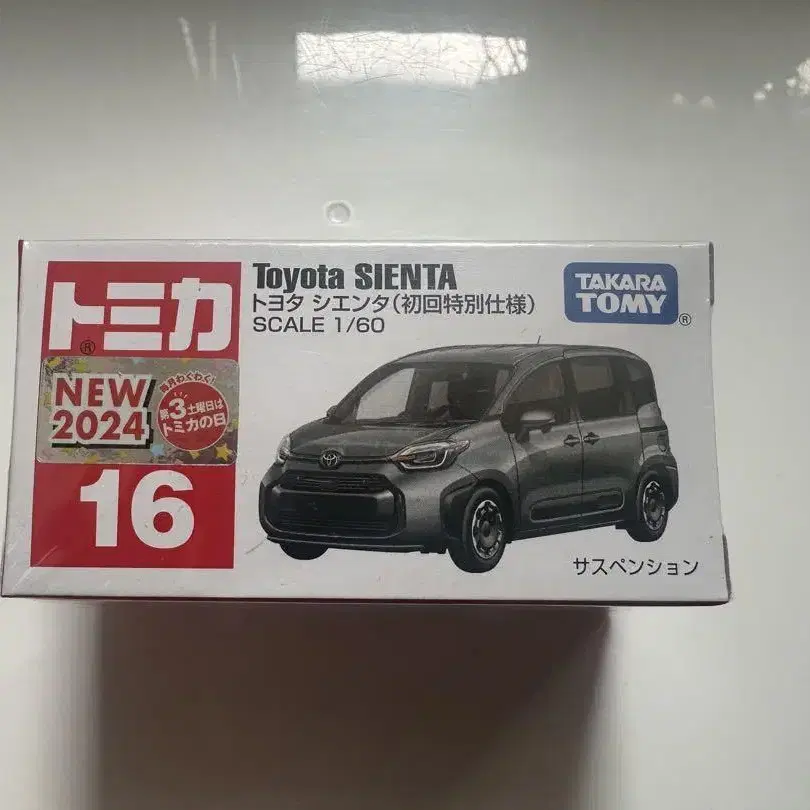 トミカ
®
NEW
2024
毎月わくわく!
第3土曜日は
トミカの日
16
Toyota SIENTA
トヨタ シエンタ(初回特別仕様)
SCALE 1/60
TAKARA
TOMY
®
サスペンション